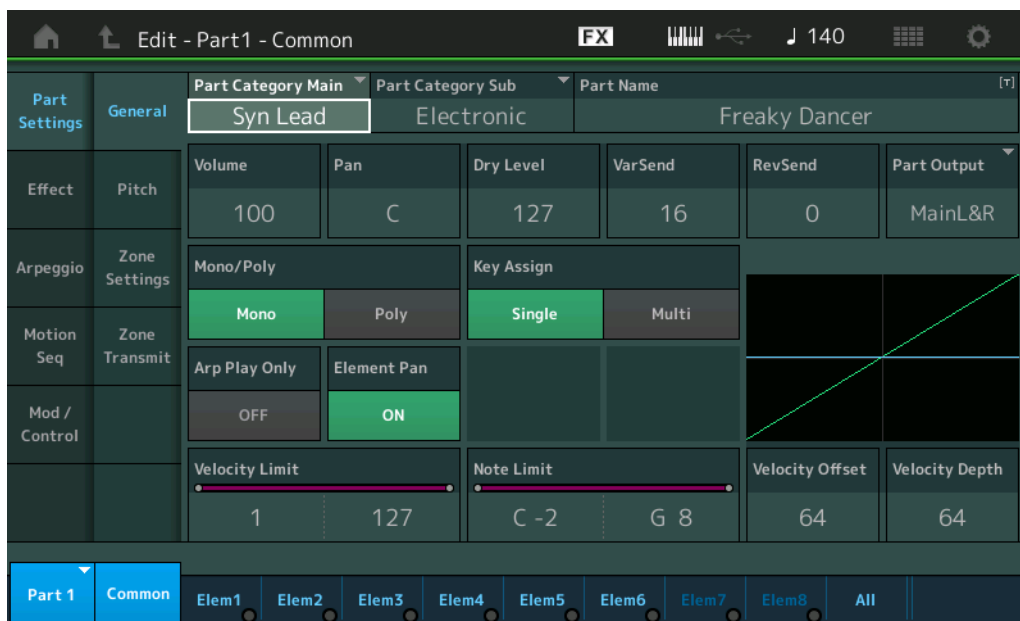 Edit - Part1 - Common
FX
♩ 140
Part Settings
General
Part Category Main
Syn Lead
Part Category Sub
Electronic
Part Name
[T]
Freaky Dancer
Effect
Pitch
Volume
100
Pan
C
Dry Level
127
VarSend
16
RevSend
0
Part Output
MainL&R
Arpeggio
Zone Settings
Mono/Poly
Mono
Poly
Key Assign
Single
Multi
Motion Seq
Zone Transmit
Arp Play Only
OFF
Element Pan
ON
Mod / Control
Velocity Limit
1
127
Note Limit
C -2
G 8
Velocity Offset
64
Velocity Depth
64
Part 1
Common
Elem1
Elem2
Elem3
Elem4
Elem5
Elem6
Elem7
Elem8
All